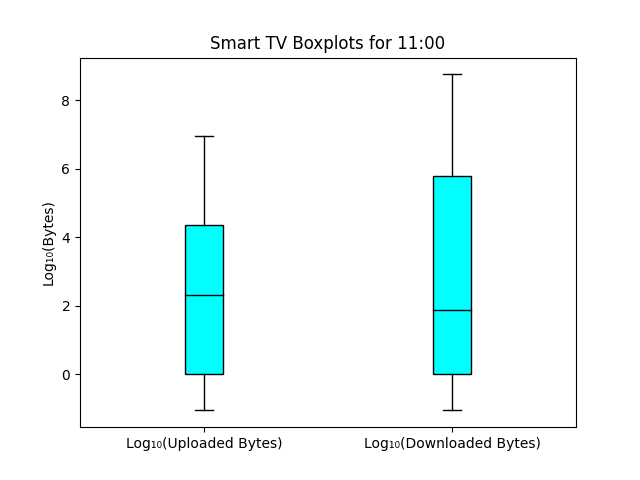 Smart TV Boxplots for 11:00
Log₁₀(Bytes)
8
6
4
2
0
Log₁₀(Uploaded Bytes)
Log₁₀(Downloaded Bytes)